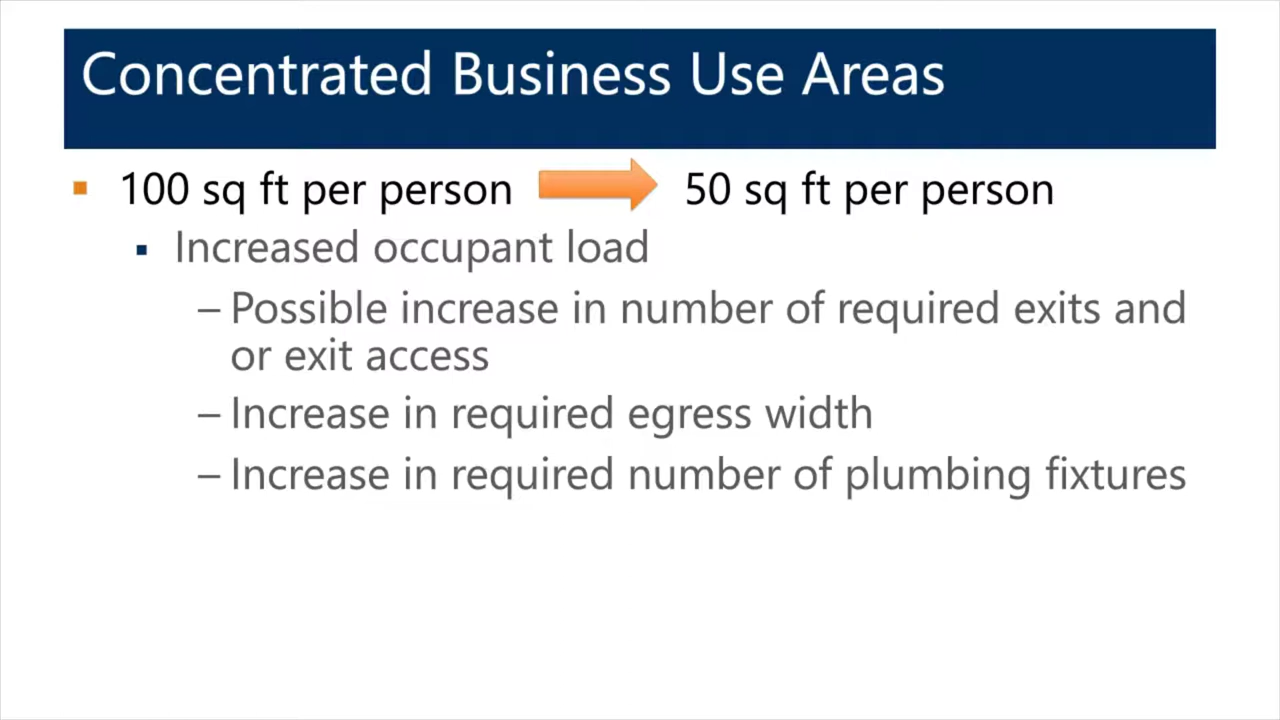 Concentrated Business Use Areas
100 sq ft per person 50 sq ft per person
Increased occupant load
– Possible increase in number of required exits and
or exit access
– Increase in required egress width
– Increase in required number of plumbing fixtures